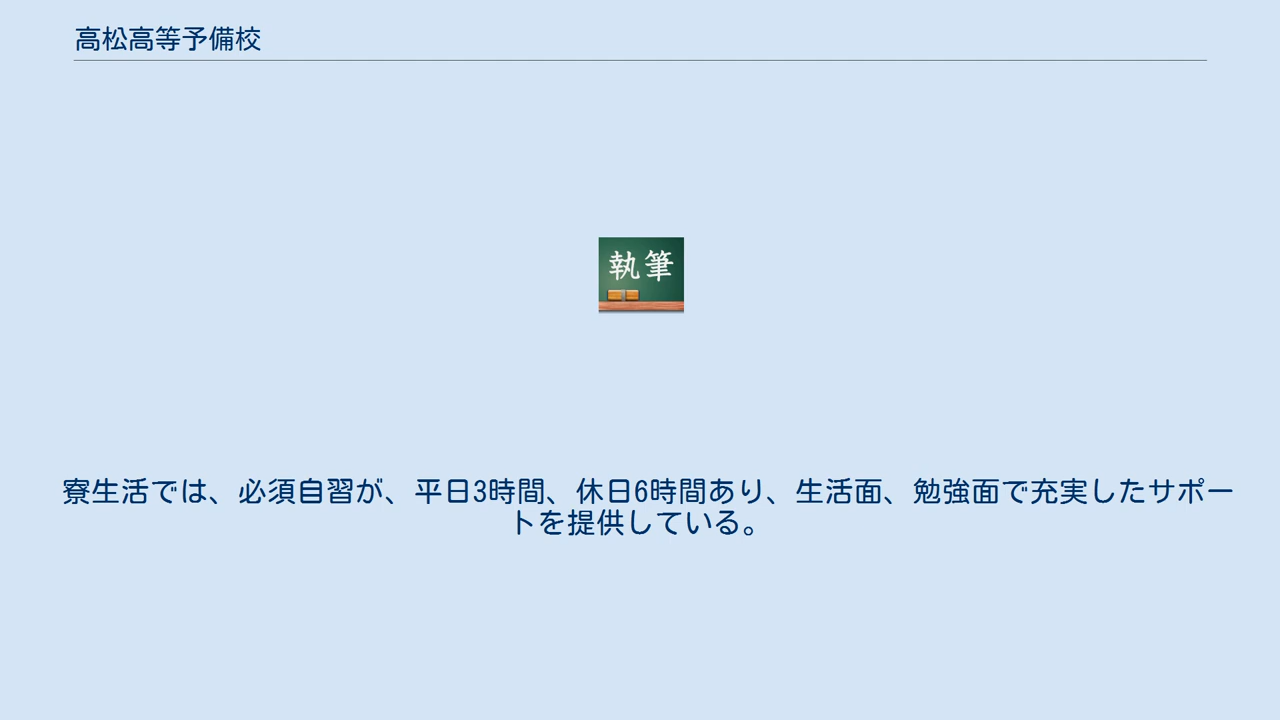 高松高等予備校
執筆
寮生活では、必須自習が、平日3時間、休日6時間あり、生活面、勉強面で充実したサポー
トを提供している。